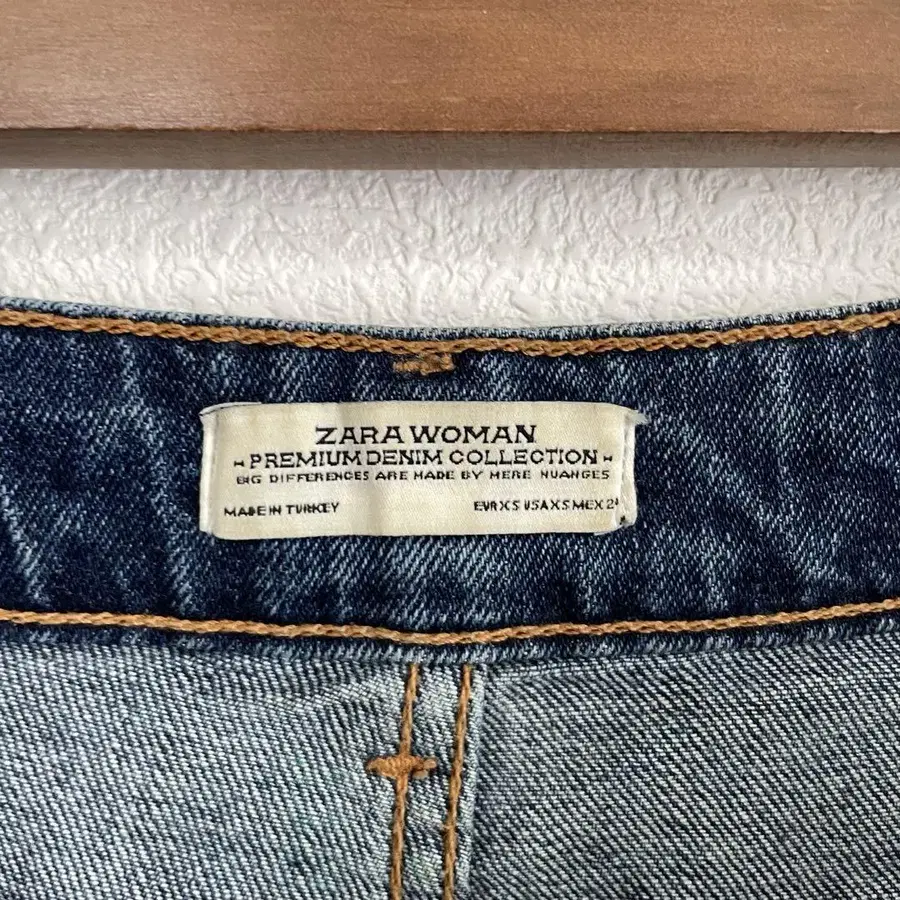 ZARA WOMAN
PREMIUM DENIM COLLECTION
BIG DIFFERENCES ARE MADE BY MERE NUANCES
MADE IN TURKEY EUR XS USA XS MEX